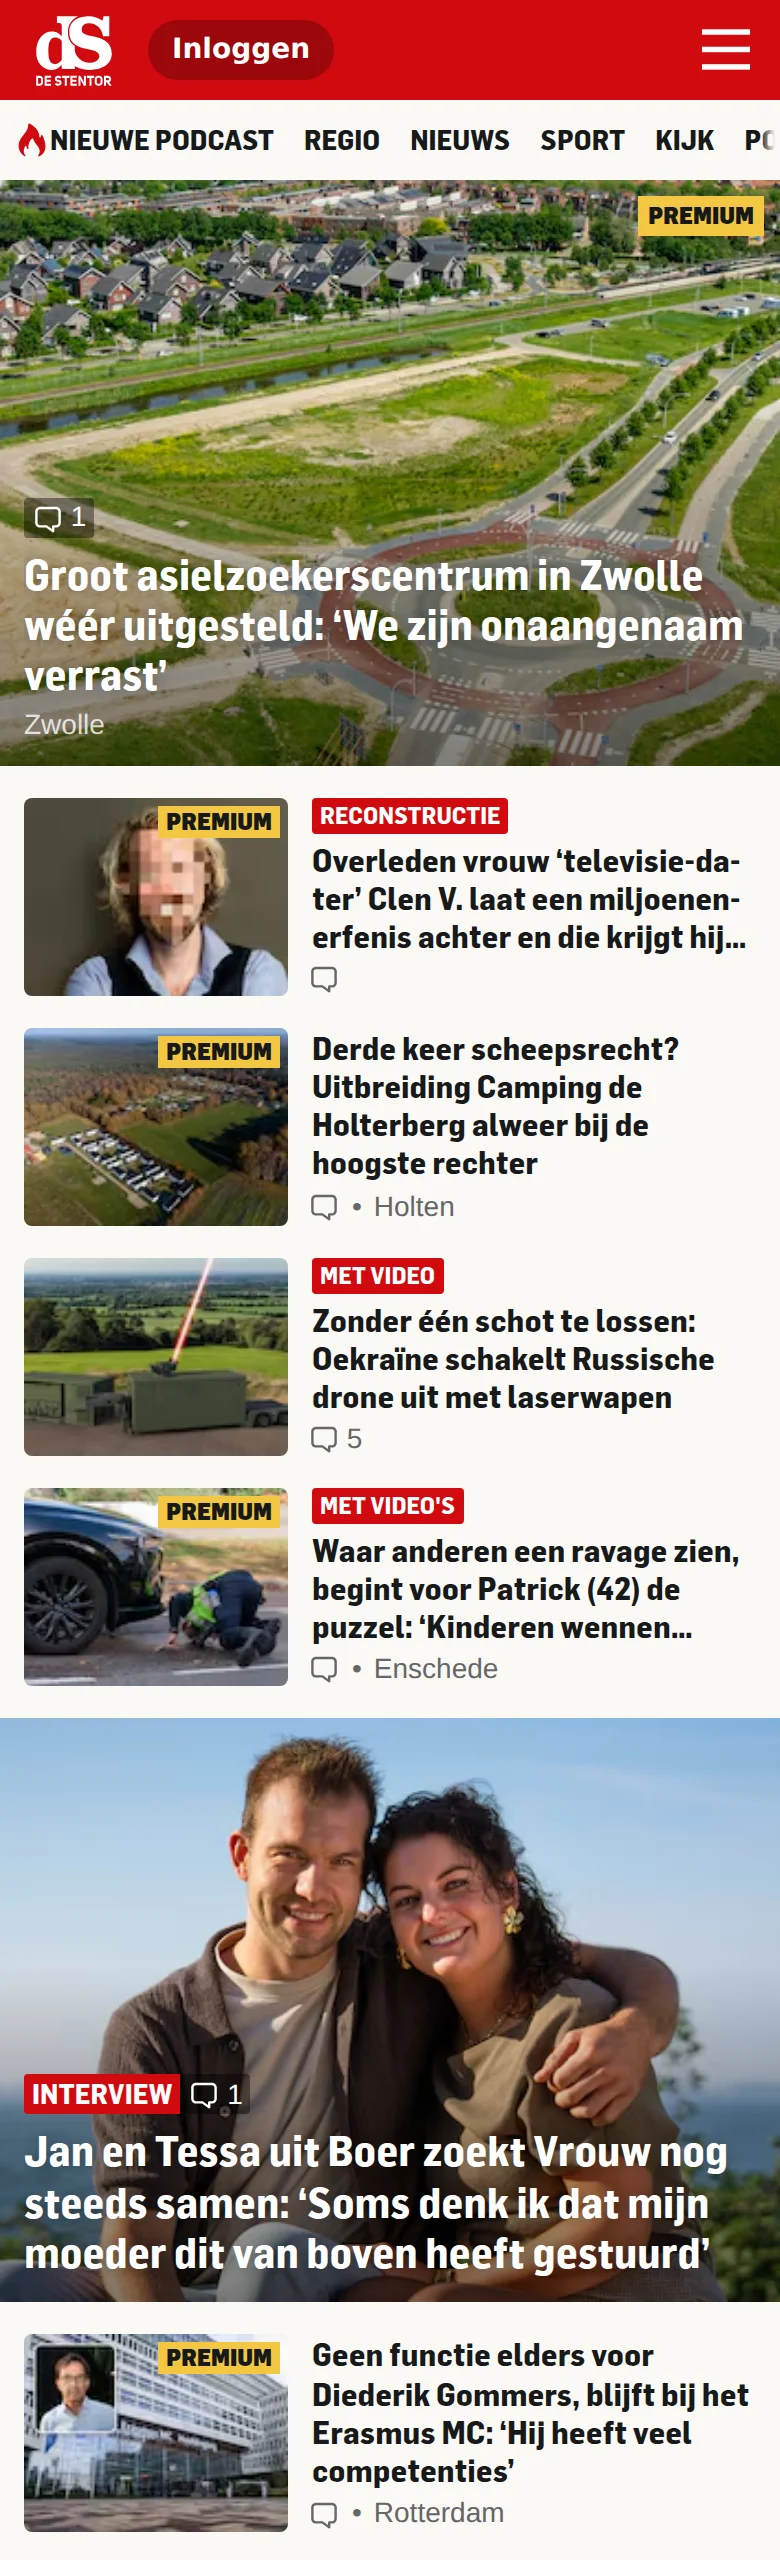 dS
DE STENTOR
Inloggen
NIEUWE PODCAST REGIO NIEUWS SPORT KIJK
PREMIUM
1
Groot asielzoekerscentrum in Zwolle
wéér uitgesteld: ‘We zijn onaangenaam
verrast’
Zwolle
PREMIUM
RECONSTRUCTIE
Overleden vrouw ‘televisie-da-
ter’ Clen V. laat een miljoenen-
erfenis achter en die krijgt hij...
PREMIUM
Derde keer scheepsrecht?
Uitbreiding Camping de
Holterberg alweer bij de
hoogste rechter
• Holten
MET VIDEO
Zonder één schot te lossen:
Oekraïne schakelt Russische
drone uit met laserwapen
5
PREMIUM
MET VIDEO'S
Waar anderen een ravage zien,
begint voor Patrick (42) de
puzzel: ‘Kinderen wennen...
• Enschede
INTERVIEW 1
Jan en Tessa uit Boer zoekt Vrouw nog
steeds samen: ‘Soms denk ik dat mijn
moeder dit van boven heeft gestuurd’
PREMIUM
Geen functie elders voor
Diederik Gommers, blijft bij het
Erasmus MC: ‘Hij heeft veel
competenties’
• Rotterdam